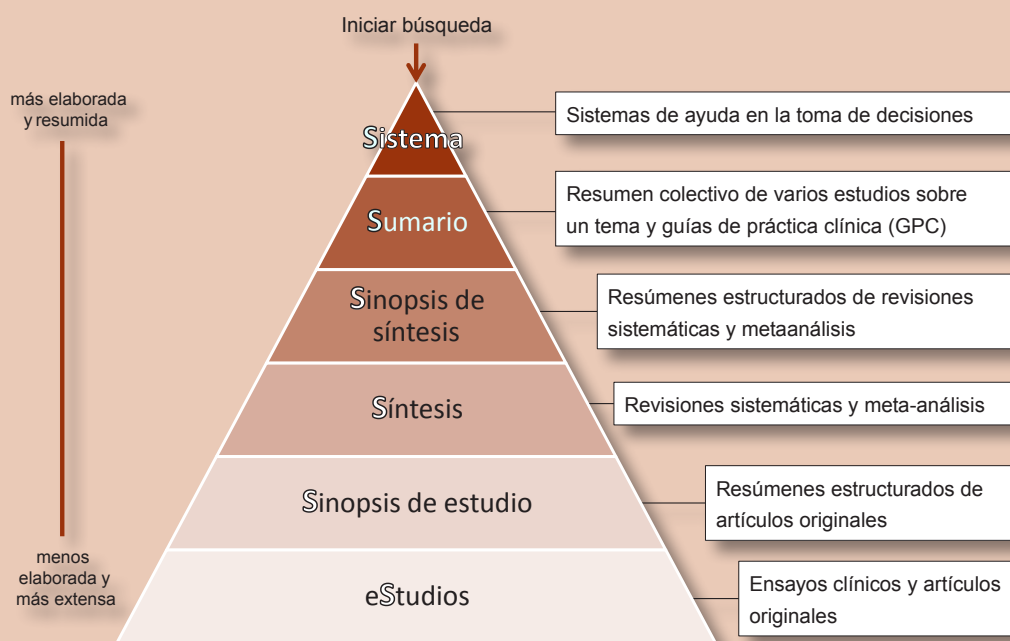 Iniciar búsqueda
más elaborada
y resumida
Sistema
Sistemas de ayuda en la toma de decisiones
Sumario
Resumen colectivo de varios estudios sobre
un tema y guías de práctica clínica (GPC)
Sinopsis de
síntesis
Resúmenes estructurados de revisiones
sistemáticas y metaanálisis
Síntesis
Revisiones sistemáticas y meta-análisis
Sinopsis de estudio
Resúmenes estructurados de
artículos originales
menos
elaborada y
más extensa
eStudios
Ensayos clínicos y artículos
originales